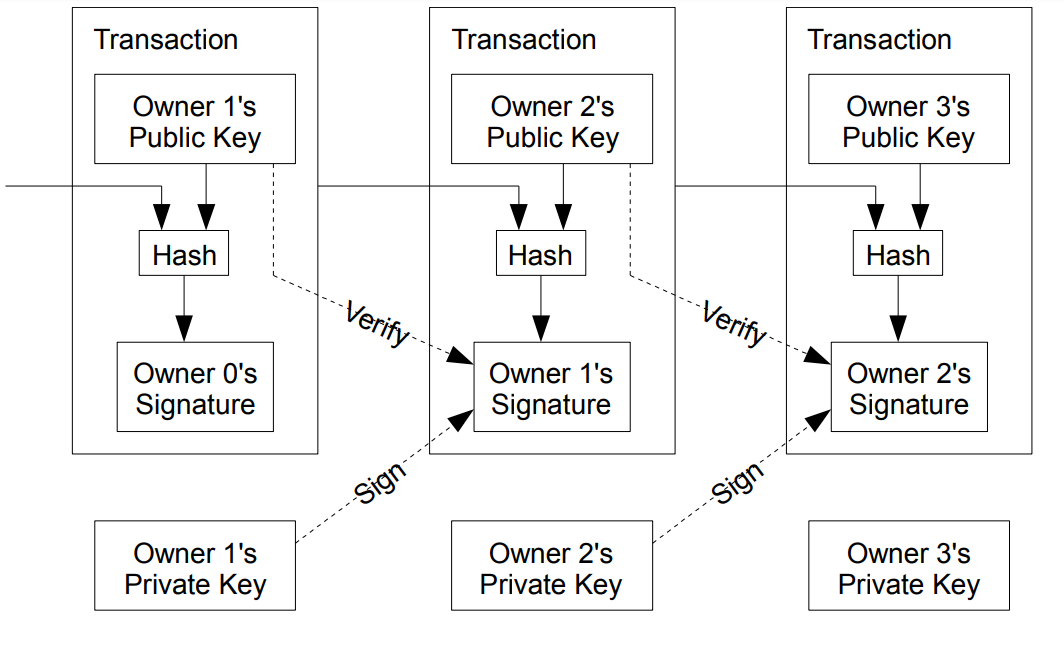 Transaction
Transaction
Transaction
Owner 1's
Public Key
Owner 2's
Public Key
Owner 3's
Public Key
Hash
Hash
Hash
Verify
Verify
Owner 0's
Signature
Owner 1's
Signature
Owner 2's
Signature
Sign
Sign
Owner 1's
Private Key
Owner 2's
Private Key
Owner 3's
Private Key